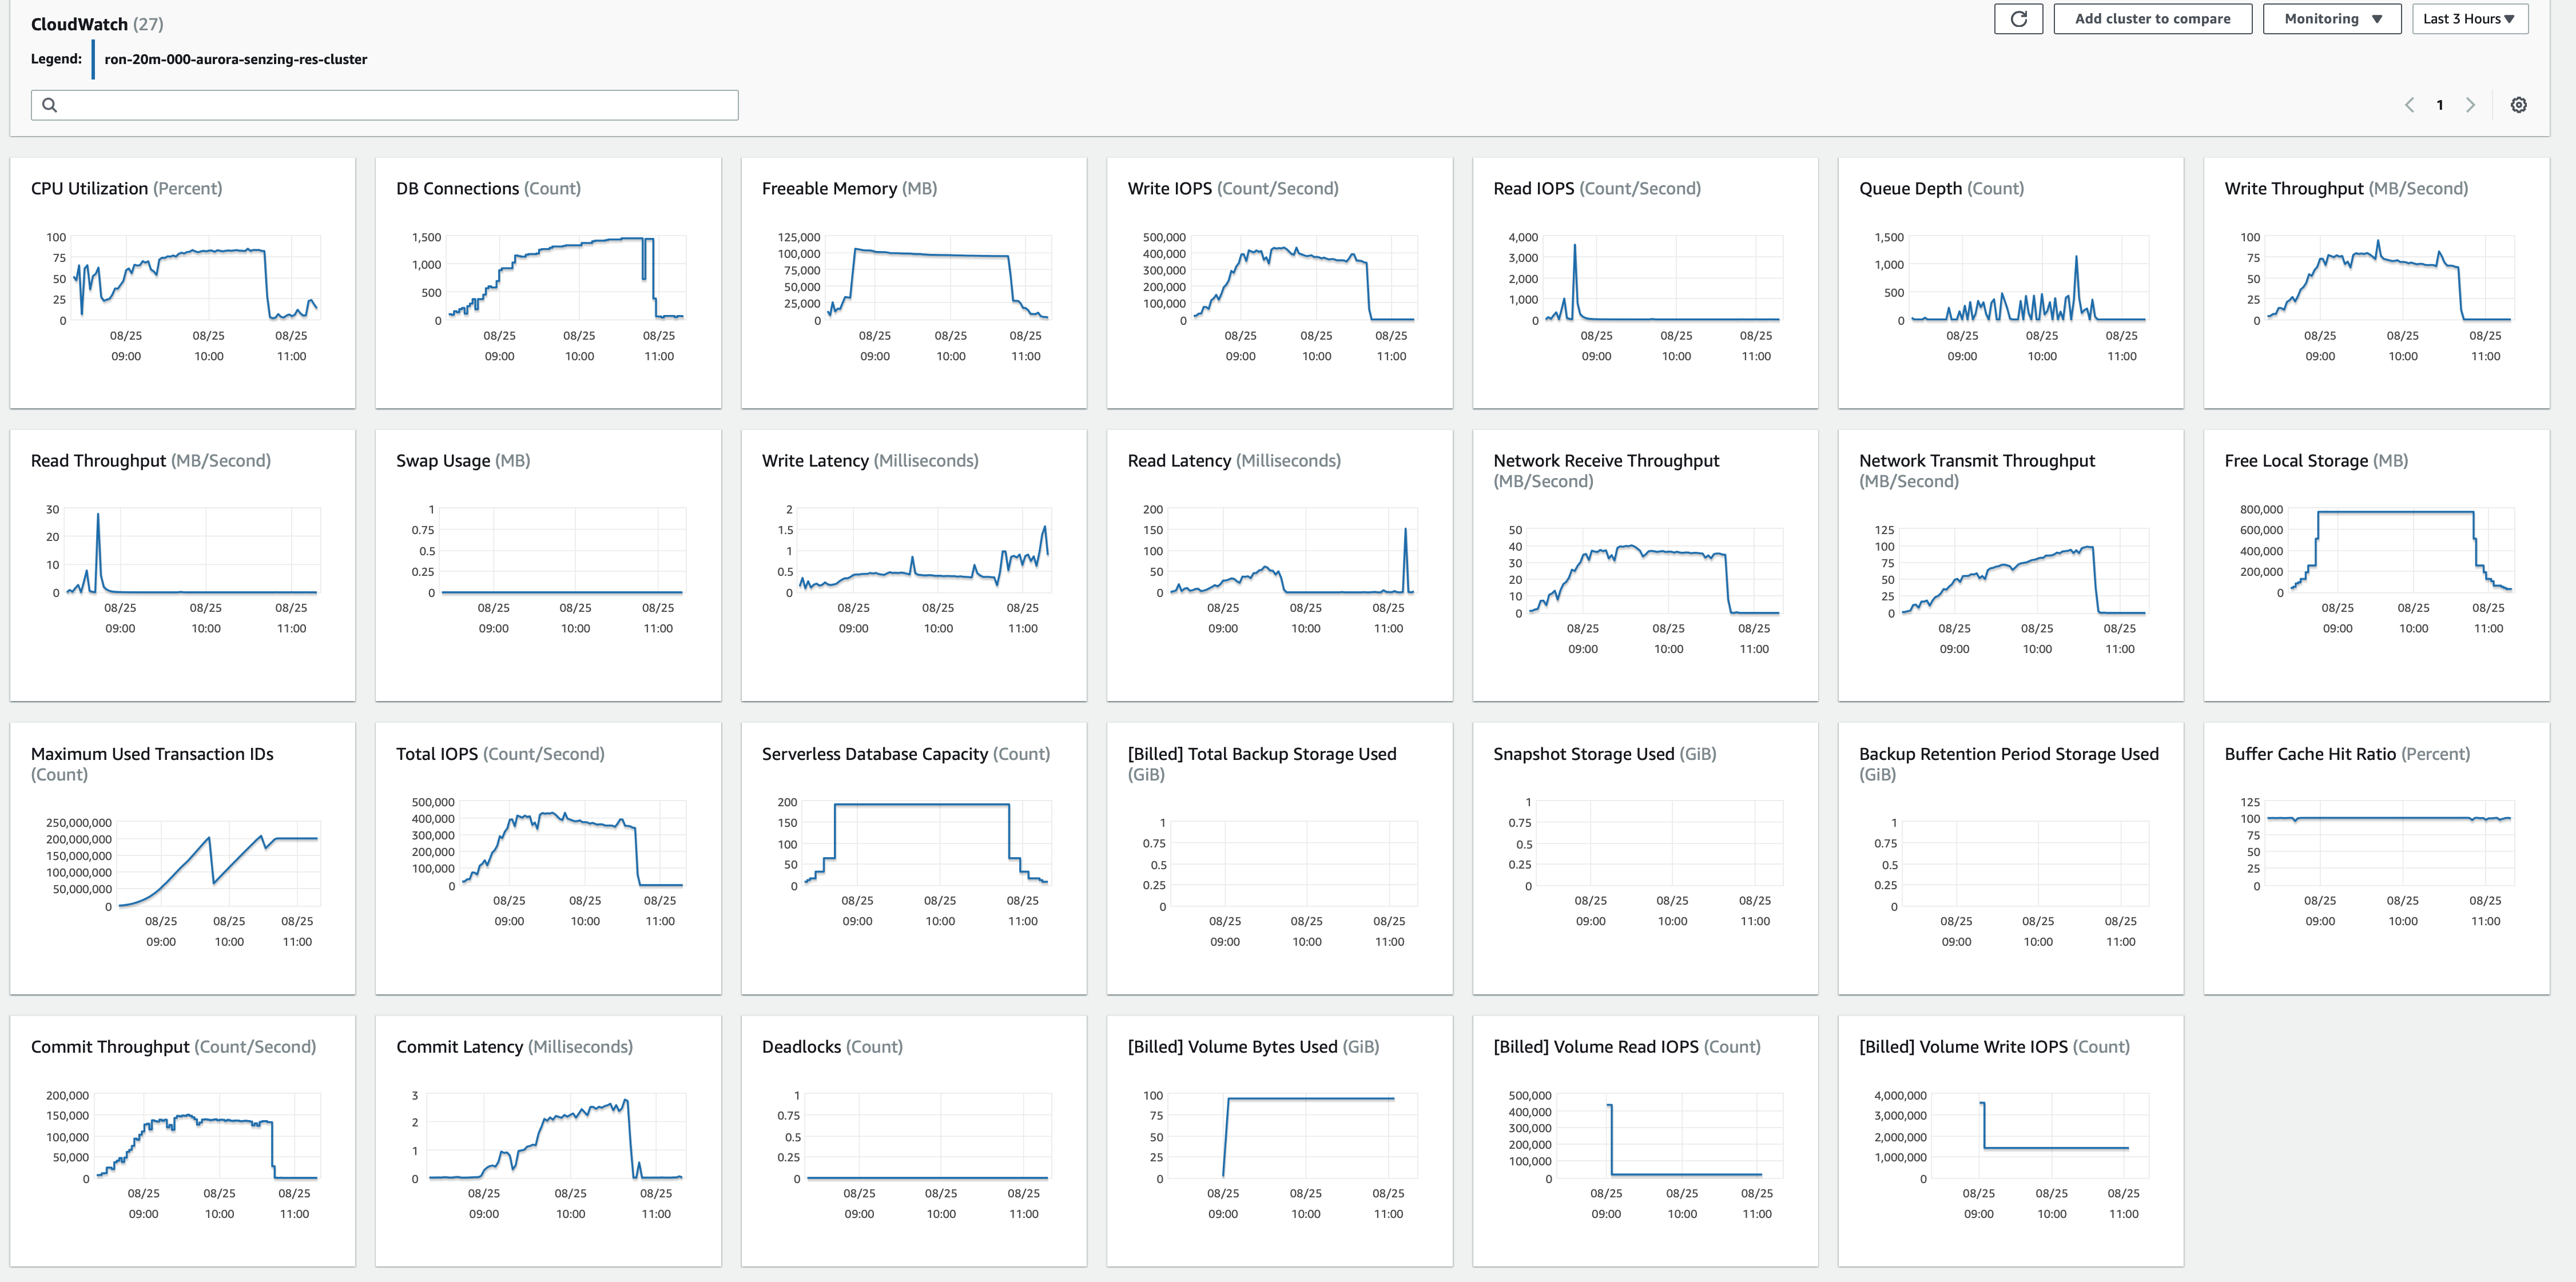 CloudWatch (27)
Add cluster to compare
Monitoring
Last 3 Hours
Legend:
ron-20m-000-aurora-senzing-res-cluster
1
CPU Utilization (Percent)
100
75
50
25
0
08/25 08/25 08/25
09:00 10:00 11:00
DB Connections (Count)
1,500
1,000
500
0
08/25 08/25 08/25
09:00 10:00 11:00
Freeable Memory (MB)
125,000
100,000
75,000
50,000
25,000
0
08/25 08/25 08/25
09:00 10:00 11:00
Write IOPS (Count/Second)
500,000
400,000
300,000
200,000
100,000
0
08/25 08/25 08/25
09:00 10:00 11:00
Read IOPS (Count/Second)
4,000
3,000
2,000
1,000
0
08/25 08/25 08/25
09:00 10:00 11:00
Queue Depth (Count)
1,500
1,000
500
0
08/25 08/25 08/25
09:00 10:00 11:00
Write Throughput (MB/Second)
100
75
50
25
0
08/25 08/25 08/25
09:00 10:00 11:00
Read Throughput (MB/Second)
30
20
10
0
08/25 08/25 08/25
09:00 10:00 11:00
Swap Usage (MB)
1
0.75
0.5
0.25
0
08/25 08/25 08/25
09:00 10:00 11:00
Write Latency (Milliseconds)
2
1.5
1
0.5
0
08/25 08/25 08/25
09:00 10:00 11:00
Read Latency (Milliseconds)
200
150
100
50
0
08/25 08/25 08/25
09:00 10:00 11:00
Network Receive Throughput
(MB/Second)
50
40
30
20
10
0
08/25 08/25 08/25
09:00 10:00 11:00
Network Transmit Throughput
(MB/Second)
125
100
75
50
25
0
08/25 08/25 08/25
09:00 10:00 11:00
Free Local Storage (MB)
800,000
600,000
400,000
200,000
0
08/25 08/25 08/25
09:00 10:00 11:00
Maximum Used Transaction IDs
(Count)
250,000,000
200,000,000
150,000,000
100,000,000
50,000,000
0
08/25 08/25 08/25
09:00 10:00 11:00
Total IOPS (Count/Second)
500,000
400,000
300,000
200,000
100,000
0
08/25 08/25 08/25
09:00 10:00 11:00
Serverless Database Capacity (Count)
200
150
100
50
0
08/25 08/25 08/25
09:00 10:00 11:00
[Billed] Total Backup Storage Used
(GiB)
1
0.75
0.5
0.25
0
08/25 08/25 08/25
09:00 10:00 11:00
Snapshot Storage Used (GiB)
1
0.75
0.5
0.25
0
08/25 08/25 08/25
09:00 10:00 11:00
Backup Retention Period Storage Used
(GiB)
1
0.75
0.5
0.25
0
08/25 08/25 08/25
09:00 10:00 11:00
Buffer Cache Hit Ratio (Percent)
125
100
75
50
25
0
08/25 08/25 08/25
09:00 10:00 11:00
Commit Throughput (Count/Second)
200,000
150,000
100,000
50,000
0
08/25 08/25 08/25
09:00 10:00 11:00
Commit Latency (Milliseconds)
3
2
1
0
08/25 08/25 08/25
09:00 10:00 11:00
Deadlocks (Count)
1
0.75
0.5
0.25
0
08/25 08/25 08/25
09:00 10:00 11:00
[Billed] Volume Bytes Used (GiB)
100
75
50
25
0
08/25 08/25 08/25
09:00 10:00 11:00
[Billed] Volume Read IOPS (Count)
500,000
400,000
300,000
200,000
100,000
0
08/25 08/25 08/25
09:00 10:00 11:00
[Billed] Volume Write IOPS (Count)
4,000,000
3,000,000
2,000,000
1,000,000
0
08/25 08/25 08/25
09:00 10:00 11:00